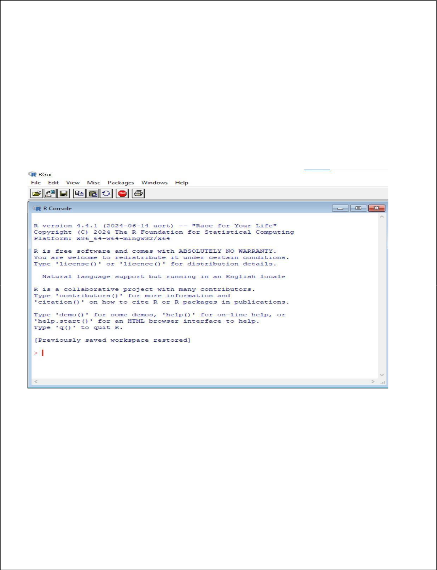 RGui
File Edit View Misc Packages Windows Help
R Console
R version 4.4.1 (2024-06-14 ucrt) -- "Race for Your Life"
Copyright (C) 2024 The R Foundation for Statistical Computing
Platform: x86_64-w64-mingw32/x64
R is free software and comes with ABSOLUTELY NO WARRANTY.
You are welcome to redistribute it under certain conditions.
Type 'license()' or 'licence()' for distribution details.
Natural language support but running in an English locale
R is a collaborative project with many contributors.
Type 'contributors()' for more information and
'citation()' on how to cite R or R packages in publications.
Type 'demo()' for some demos, 'help()' for on-line help, or
'help.start()' for an HTML browser interface to help.
Type 'q()' to quit R.
[Previously saved workspace restored]
>